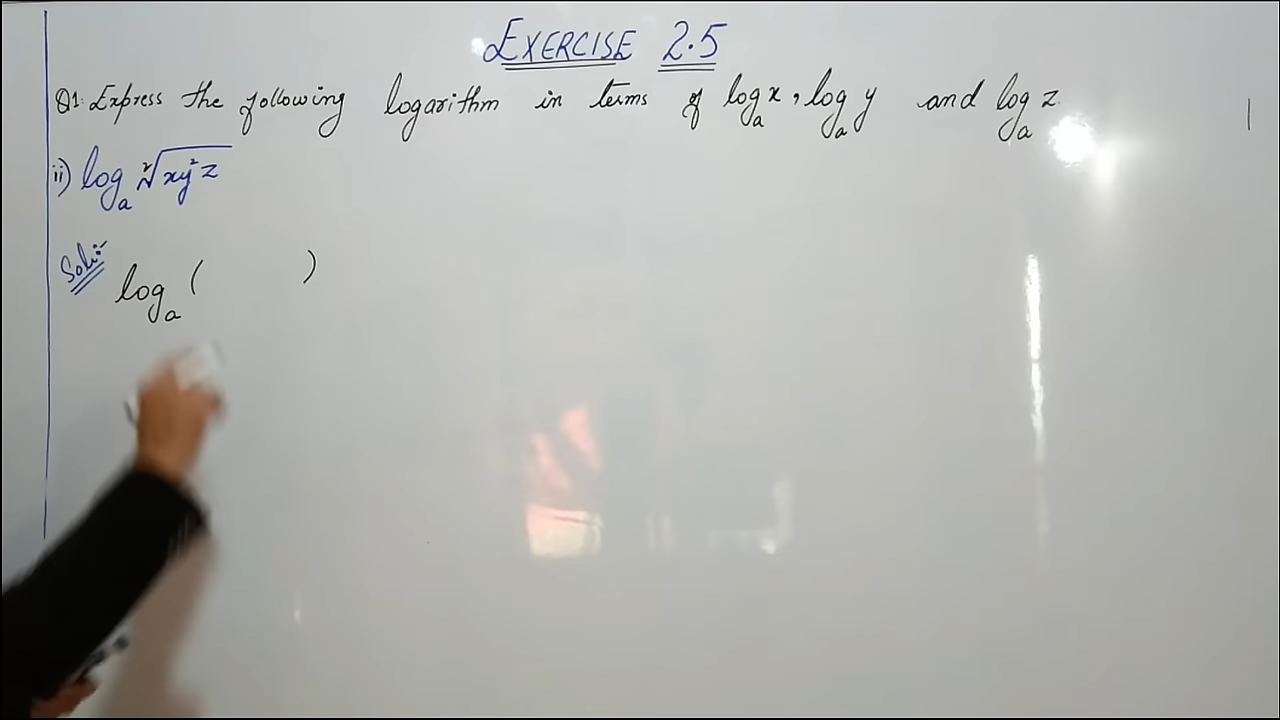 EXERCISE 2.5
Q1. Express the following logarithm in terms of logₐx, logₐy and logₐz.
ii) logₐ ²√xy²z
Soln:-
logₐ ( )